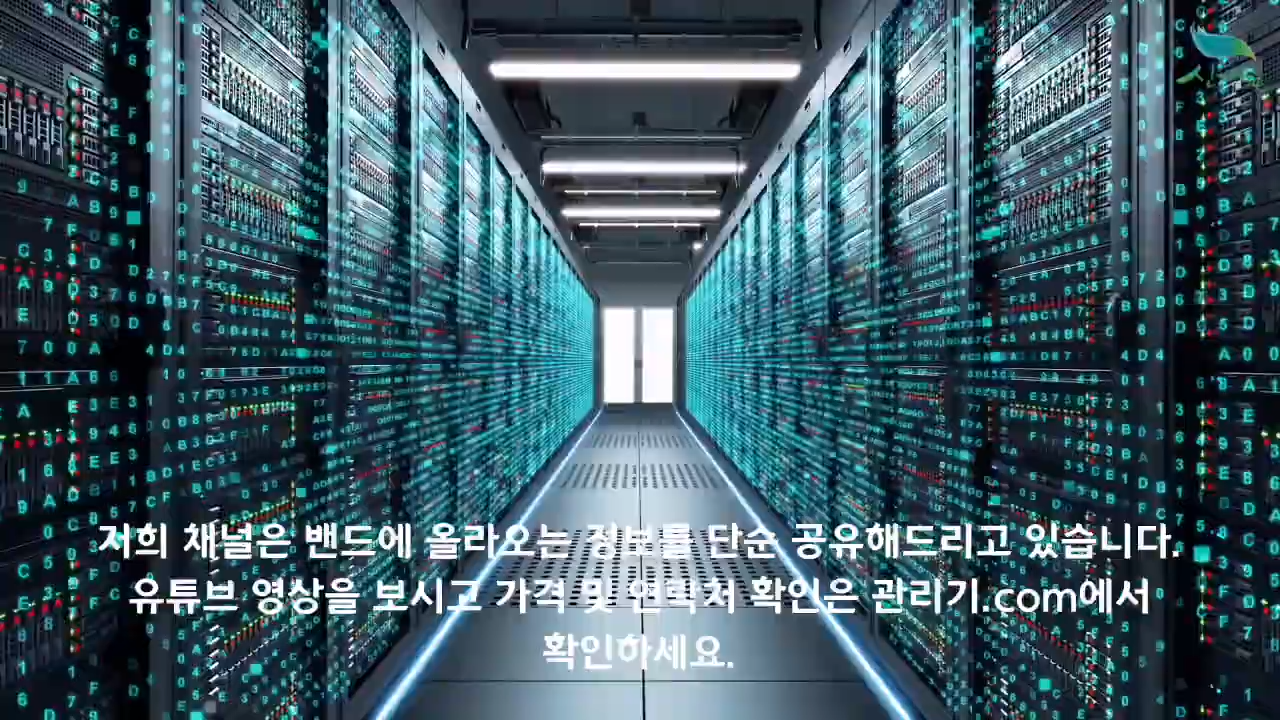 저희 채널은 밴드에 올라오는 정보를 단순 공유해드리고 있습니다.
유튜브 영상을 보시고 가격 및 연락처 확인은 관리기.com에서
확인하세요.